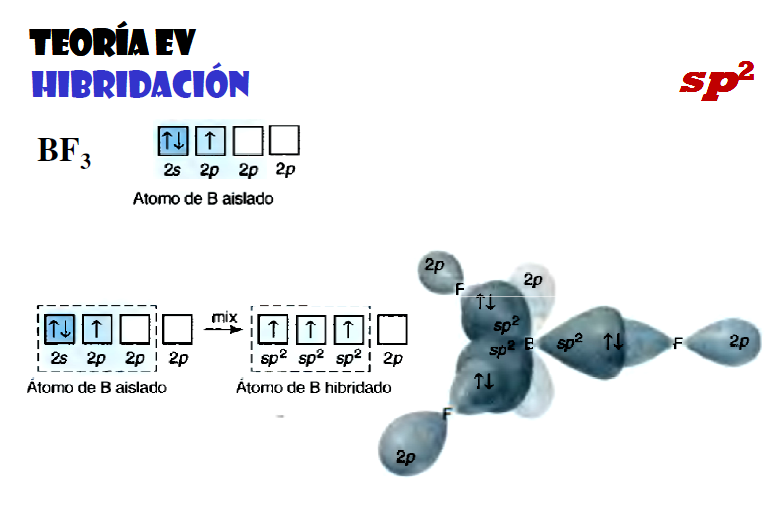 TEORÍA EV
HIBRIDACIÓN
sp²
BF₃
↑↓ ↑
2s 2p 2p 2p
Atomo de B aislado
↑↓ ↑
2s 2p 2p 2p
Átomo de B aislado
mix
↑ ↑ ↑
sp² sp² sp² 2p
Átomo de B hibridado
2p
F
↑↓
sp²
2p
sp² B sp² ↑↓ F 2p
↑↓
F
2p